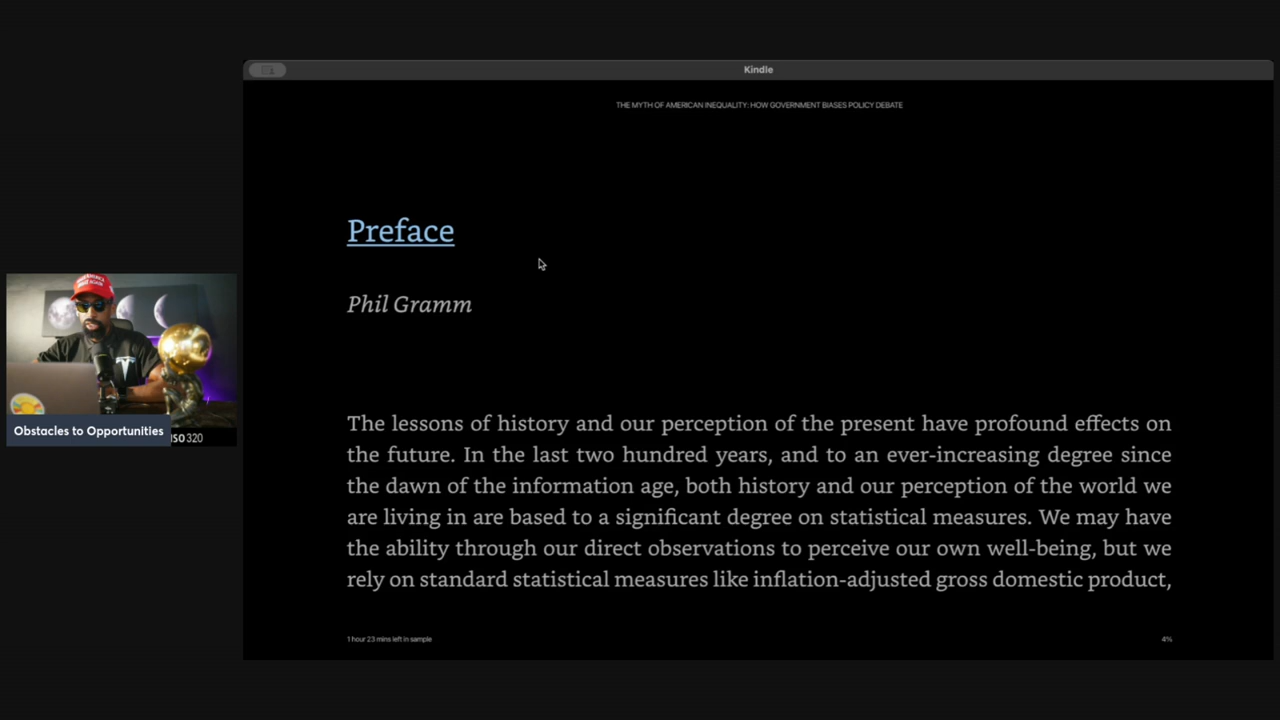 Kindle
THE MYTH OF AMERICAN INEQUALITY: HOW GOVERNMENT BIASES POLICY DEBATE
Preface
Phil Gramm
The lessons of history and our perception of the present have profound effects on
the future. In the last two hundred years, and to an ever-increasing degree since
the dawn of the information age, both history and our perception of the world we
are living in are based to a significant degree on statistical measures. We may have
the ability through our direct observations to perceive our own well-being, but we
rely on standard statistical measures like inflation-adjusted gross domestic product,
1 hour 23 mins left in sample
4%
Obstacles to Opportunities
ISO 320